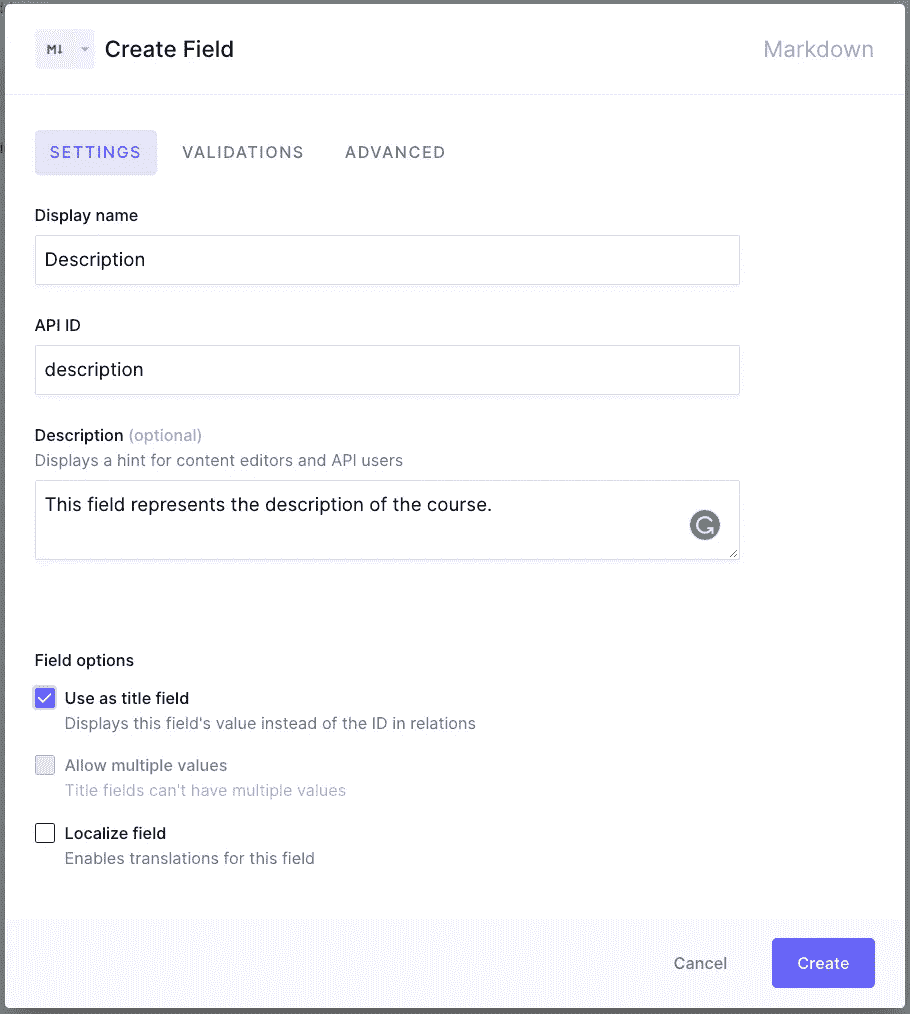 M↓ Create Field Markdown
SETTINGS VALIDATIONS ADVANCED
Display name
Description
API ID
description
Description (optional)
Displays a hint for content editors and API users
This field represents the description of the course.
Field options
Use as title field
Displays this field's value instead of the ID in relations
Allow multiple values
Title fields can't have multiple values
Localize field
Enables translations for this field
Cancel Create